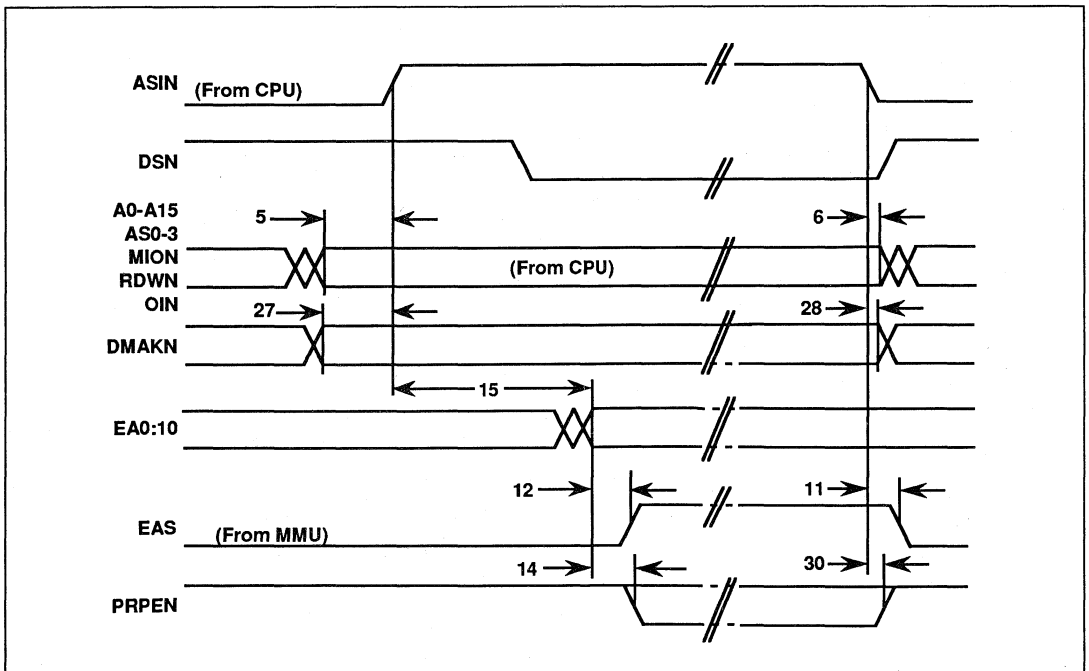 ASIN (From CPU)
DSN
A0-A15
5
6
AS0-3
MION
(From CPU)
RDWN
OIN
27
28
DMAKN
15
EA0:10
12
11
EAS (From MMU)
14
30
PRPEN